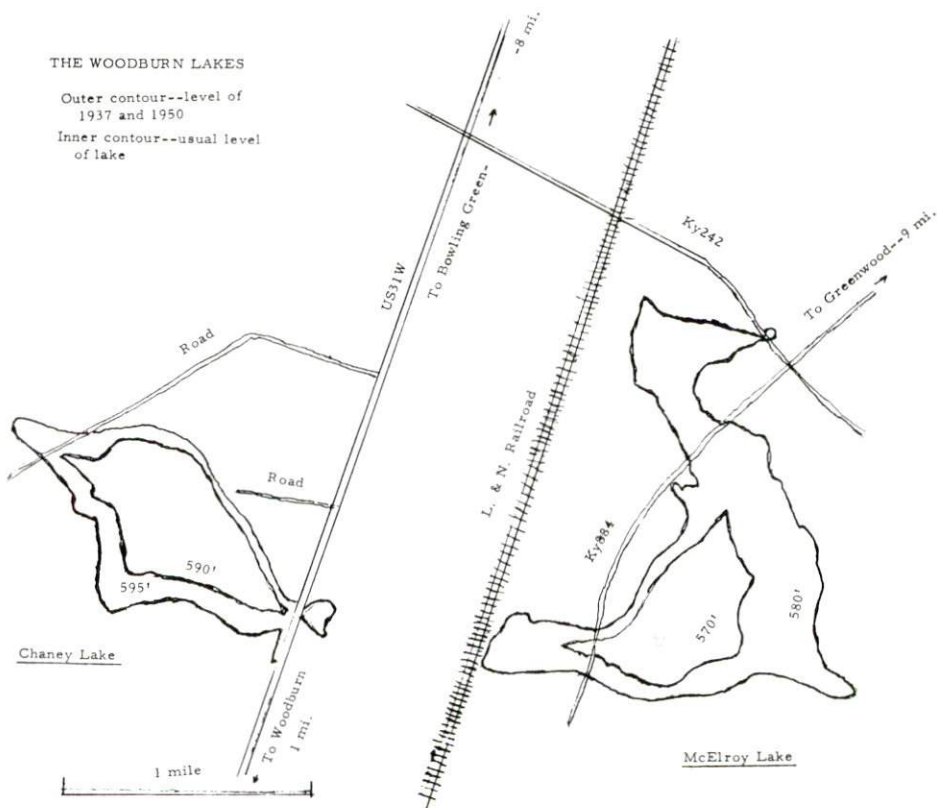 THE WOODBURN LAKES
Outer contour--level of
1937 and 1950
Inner contour--usual level
of lake
To Bowling Green--8 mi.
US31W
Road
Road
L. & N. Railroad
Ky242
To Greenwood--9 mi.
Ky884
590'
595'
Chaney Lake
570'
580'
McElroy Lake
To Woodburn
1 mi.
1 mile